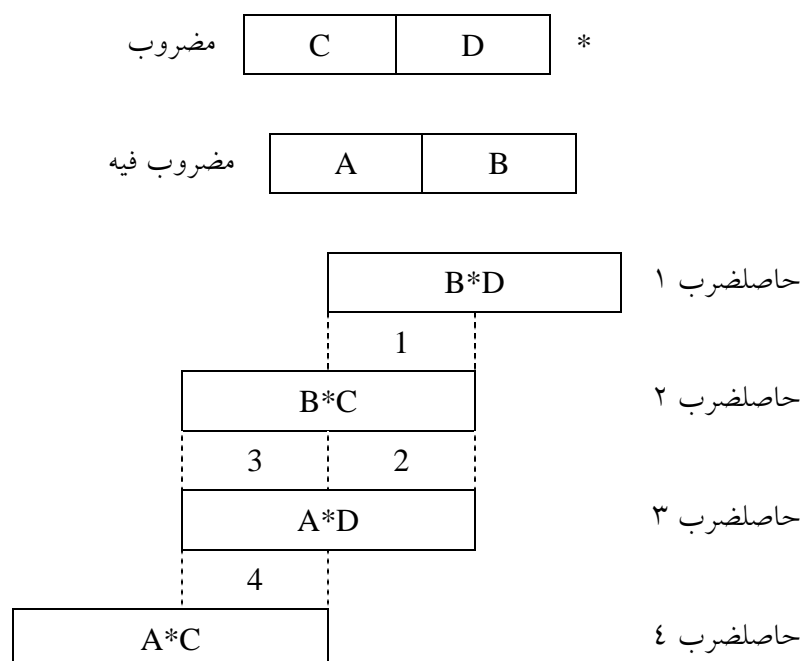 مضروب C D *
مضروب فيه A B
B*D حاصلضرب ١
1
B*C حاصلضرب ٢
3 2
A*D حاصلضرب ٣
4
A*C حاصلضرب ٤